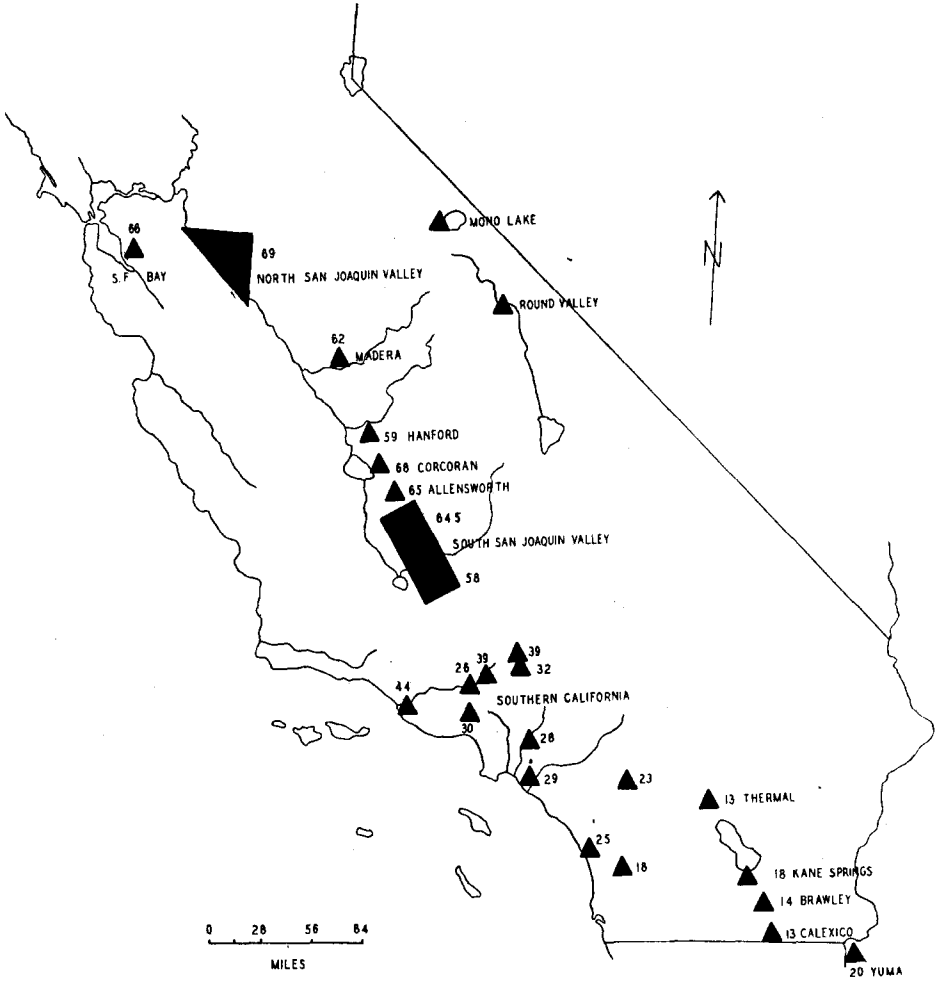 MONO LAKE
66
S.F BAY
69
NORTH SAN JOAQUIN VALLEY
N
ROUND VALLEY
62
MADERA
59 HANFORD
68 CORCORAN
65 ALLENSWORTH
645
SOUTH SAN JOAQUIN VALLEY
58
39
39
32
26
44
SOUTHERN CALIFORNIA
30
28
29
23
13 THERMAL
25
18
18 KANE SPRINGS
14 BRAWLEY
13 CALEXICO
20 YUMA
0 28 56 84
MILES